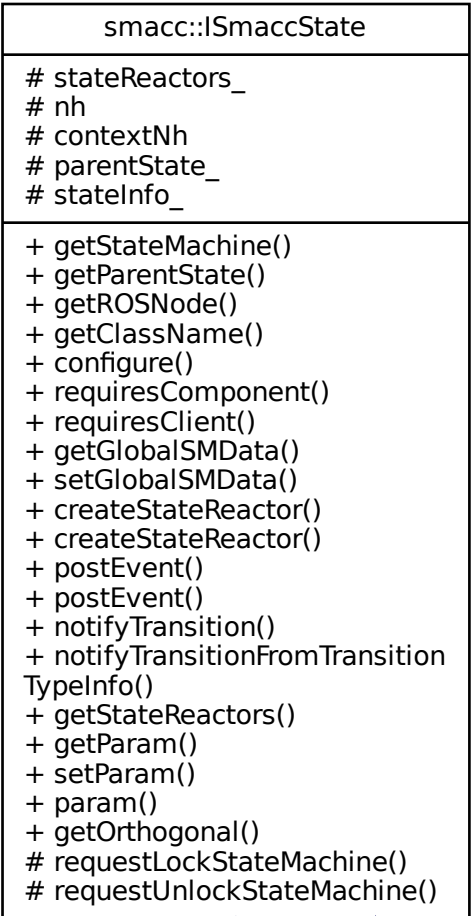 smacc::ISmaccState
# stateReactors_
# nh
# contextNh
# parentState_
# stateInfo_
+ getStateMachine()
+ getParentState()
+ getROSNode()
+ getClassName()
+ configure()
+ requiresComponent()
+ requiresClient()
+ getGlobalSMData()
+ setGlobalSMData()
+ createStateReactor()
+ createStateReactor()
+ postEvent()
+ postEvent()
+ notifyTransition()
+ notifyTransitionFromTransition
TypeInfo()
+ getStateReactors()
+ getParam()
+ setParam()
+ param()
+ getOrthogonal()
# requestLockStateMachine()
# requestUnlockStateMachine()